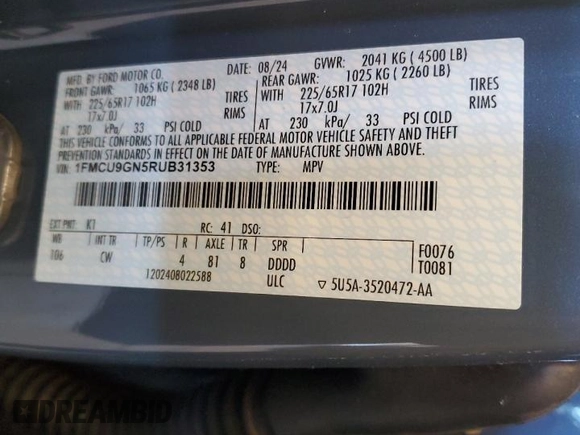 MFD. BY FORD MOTOR CO. DATE: 08/24 GVWR: 2041 KG ( 4500 LB)
FRONT GAWR: 1065 KG ( 2348 LB) REAR GAWR: 1025 KG ( 2260 LB)
WITH 225/65R17 102H TIRES WITH 225/65R17 102H TIRES
17x7.0J RIMS 17x7.0J RIMS
AT 230 kPa/ 33 PSI COLD AT 230 kPa/ 33 PSI COLD
THIS VEHICLE CONFORMS TO ALL APPLICABLE FEDERAL MOTOR VEHICLE SAFETY AND THEFT
PREVENTION STANDARDS IN EFFECT ON THE DATE OF MANUFACTURE SHOWN ABOVE.
VIN: 1FMCU9GN5RUB31353 TYPE: MPV
EXT PNT: K1 RC: 41 DSO:
WB INT TR TP/PS R AXLE TR SPR F0076
106 CW 4 81 8 DDDD T0081
1202408022588 ULC ▽ 5U5A-3520472-AA
DREAMBID